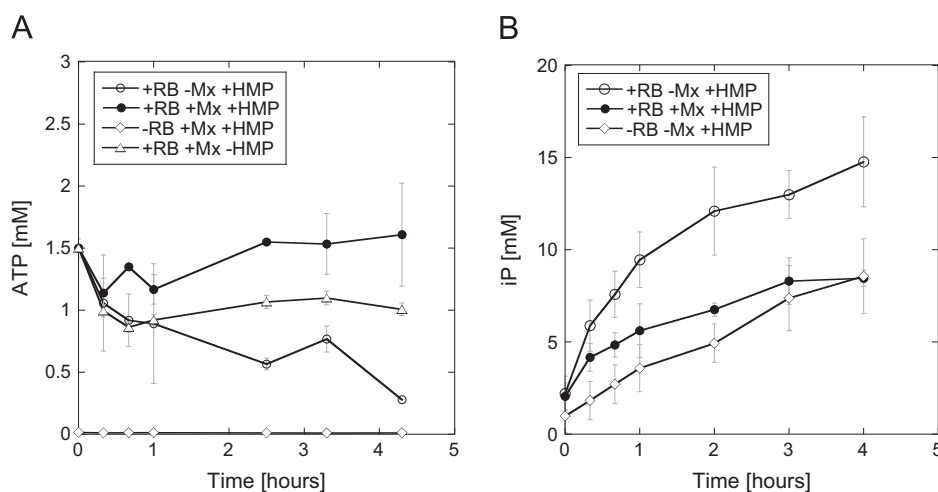 A
3
2.5
2
1.5
1
0.5
0
ATP [mM]
+RB -Mx +HMP
+RB +Mx +HMP
-RB +Mx +HMP
+RB +Mx -HMP
0 1 2 3 4 5
Time [hours]
B
20
15
10
5
0
iP [mM]
+RB -Mx +HMP
+RB +Mx +HMP
-RB -Mx +HMP
0 1 2 3 4 5
Time [hours]